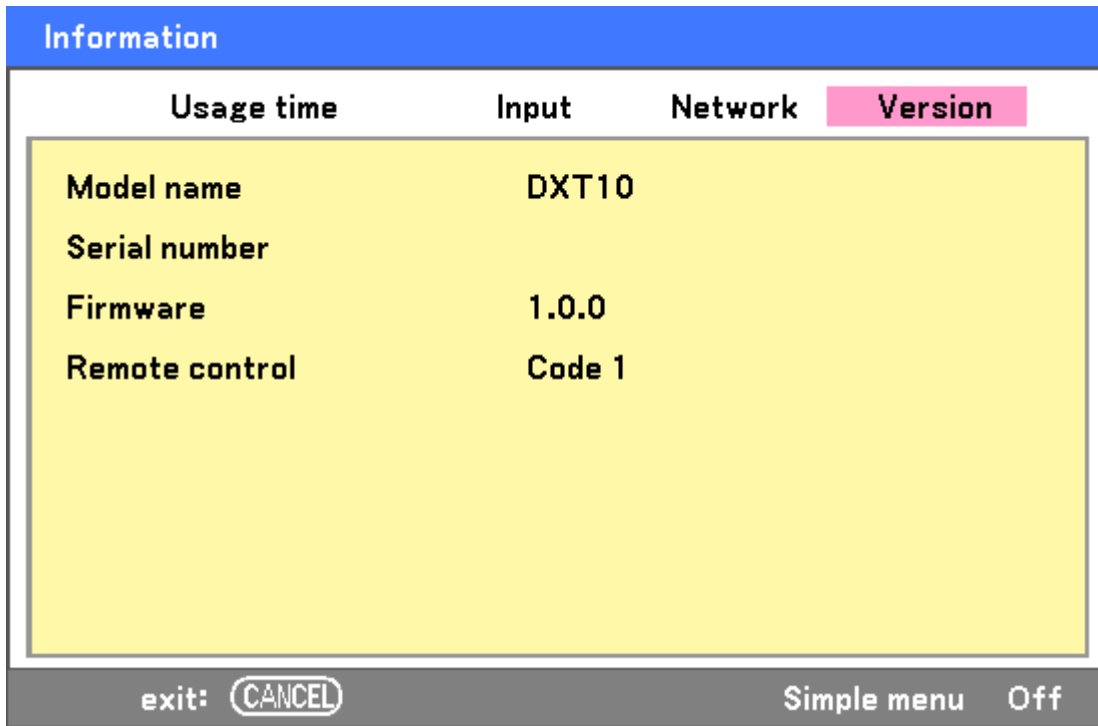 Information
Usage time Input Network Version
Model name DXT10
Serial number
Firmware 1.0.0
Remote control Code 1
exit: CANCEL Simple menu Off